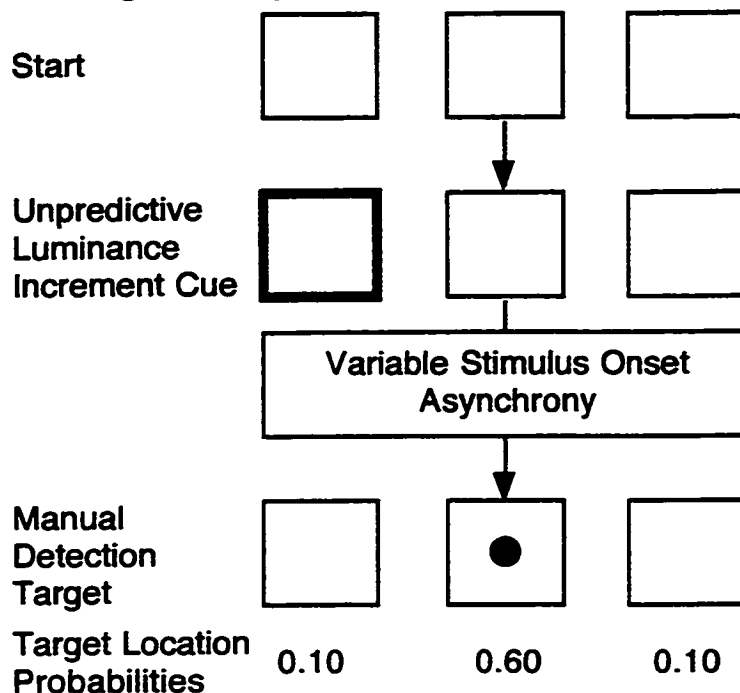 Start
Unpredictive
Luminance
Increment Cue
Variable Stimulus Onset
Asynchrony
Manual
Detection
Target
Target Location
Probabilities
0.10 0.60 0.10